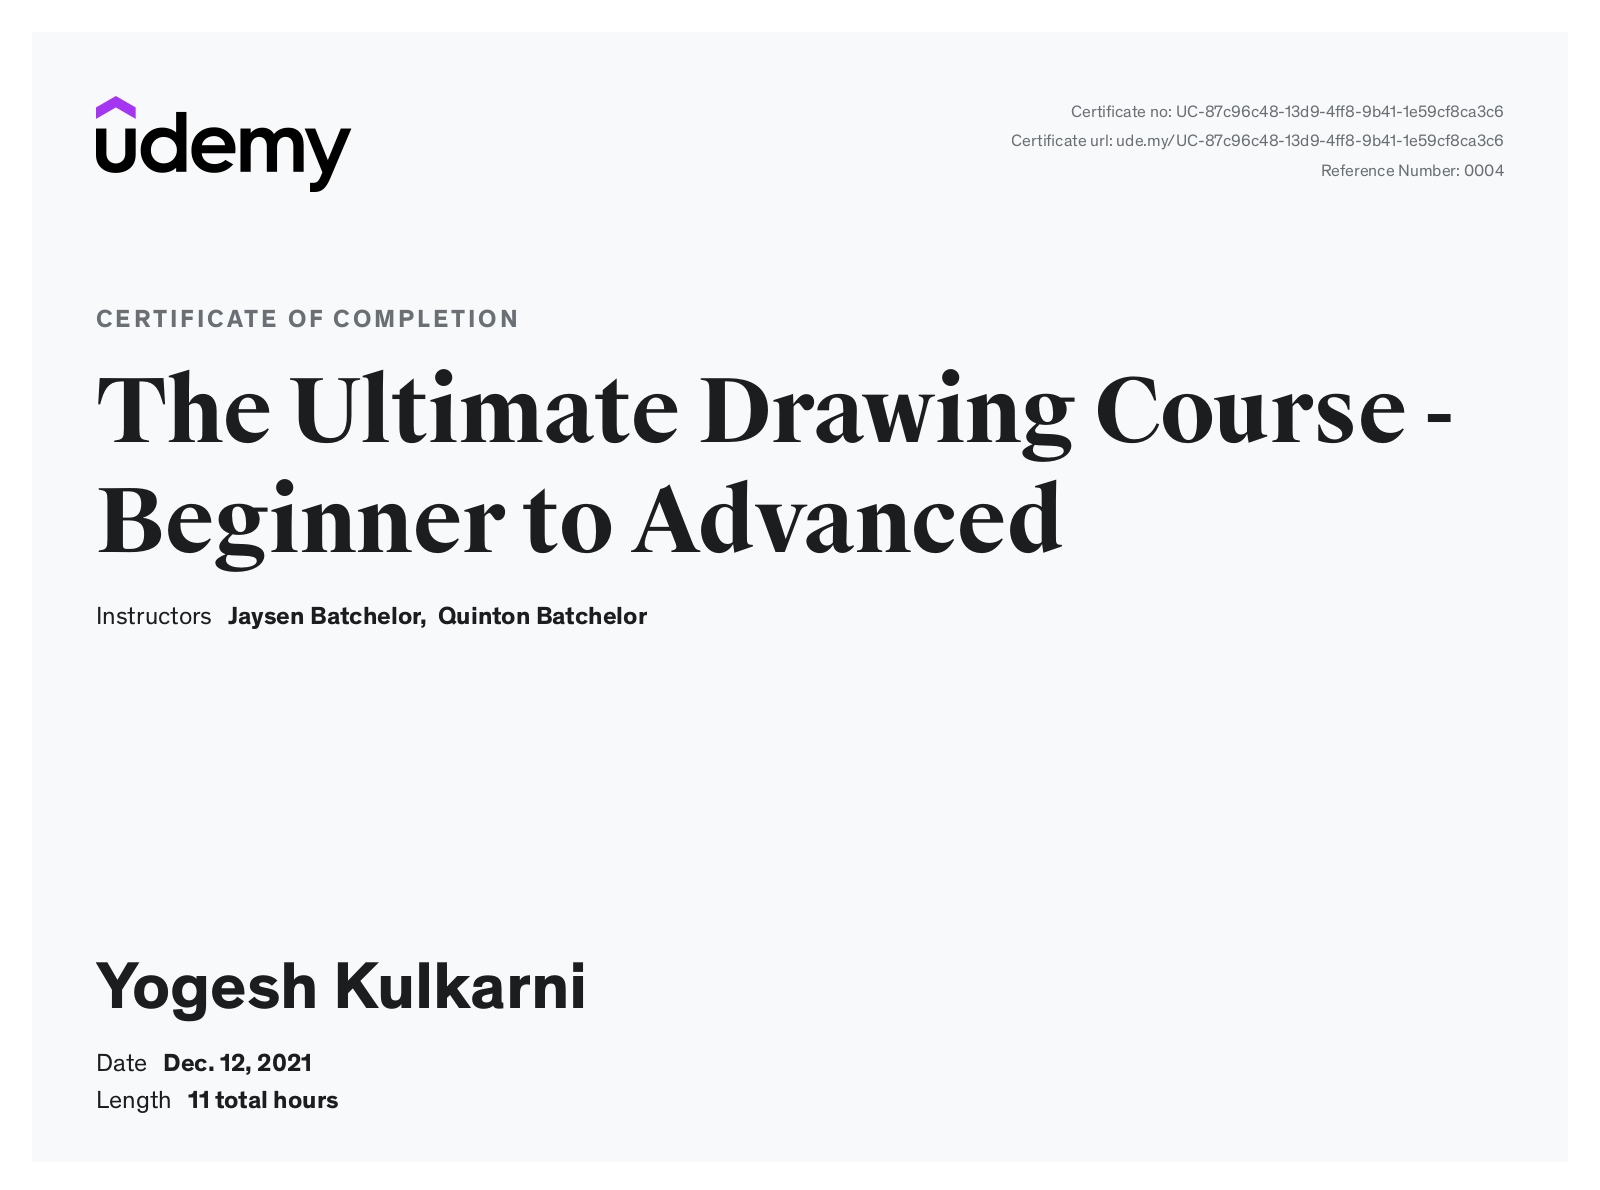 udemy
Certificate no: UC-87c96c48-13d9-4ff8-9b41-1e59cf8ca3c6
Certificate url: ude.my/UC-87c96c48-13d9-4ff8-9b41-1e59cf8ca3c6
Reference Number: 0004
CERTIFICATE OF COMPLETION
The Ultimate Drawing Course -
Beginner to Advanced
Instructors Jaysen Batchelor, Quinton Batchelor
Yogesh Kulkarni
Date Dec. 12, 2021
Length 11 total hours